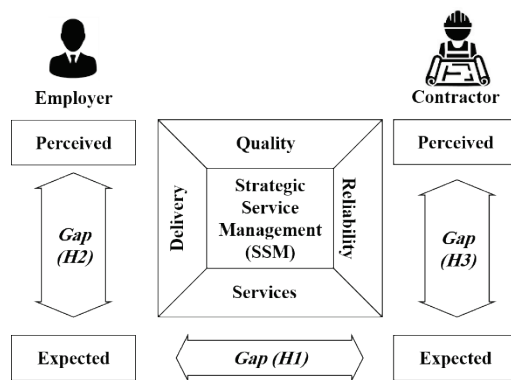 Employer
Contractor
Perceived
Quality
Perceived
Gap
(H2)
Delivery
Strategic
Service
Management
(SSM)
Reliability
Gap
(H3)
Services
Expected
Gap (H1)
Expected